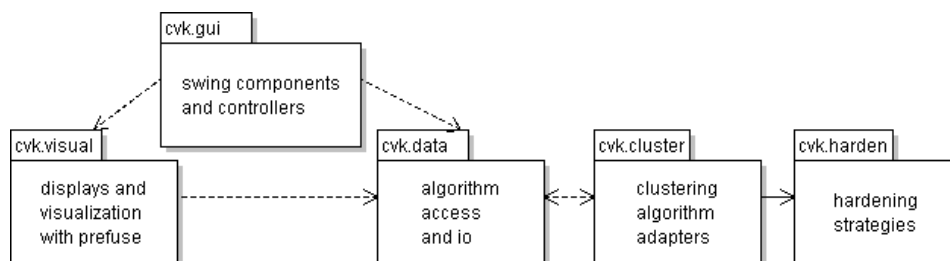 cvk.gui
swing components
and controllers
cvk.visual
displays and
visualization
with prefuse
cvk.data
algorithm
access
and io
cvk.cluster
clustering
algorithm
adapters
cvk.harden
hardening
strategies